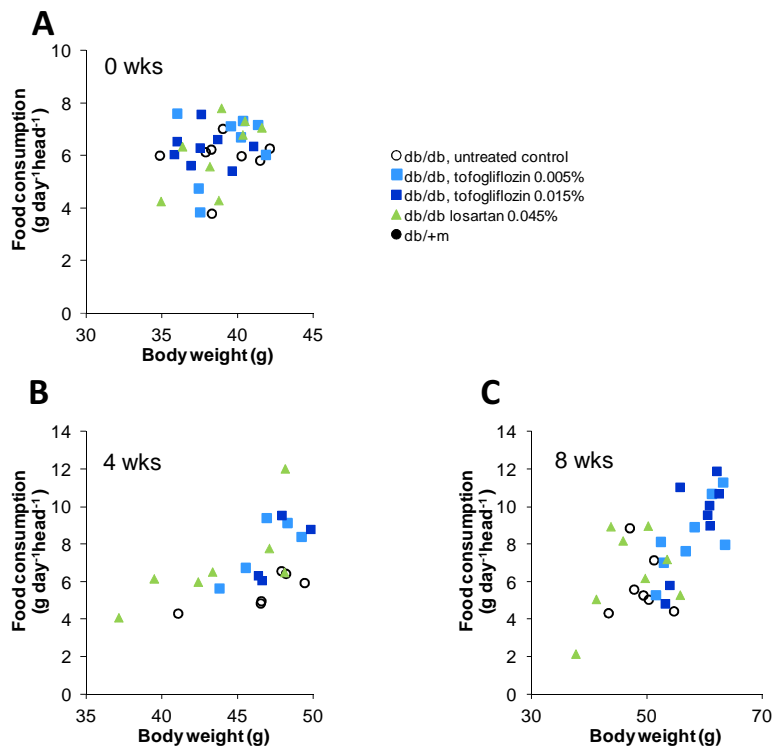 A
0 wks
10
8
6
4
2
0
30 35 40 45
Food consumption
(g day⁻¹head⁻¹)
Body weight (g)
db/db, untreated control
db/db, tofogliflozin 0.005%
db/db, tofogliflozin 0.015%
db/db losartan 0.045%
db/+m
B
4 wks
14
12
10
8
6
4
2
0
35 40 45 50
Food consumption
(g day⁻¹head⁻¹)
Body weight (g)
C
8 wks
14
12
10
8
6
4
2
0
30 50 70
Food consumption
(g day⁻¹head⁻¹)
Body weight (g)